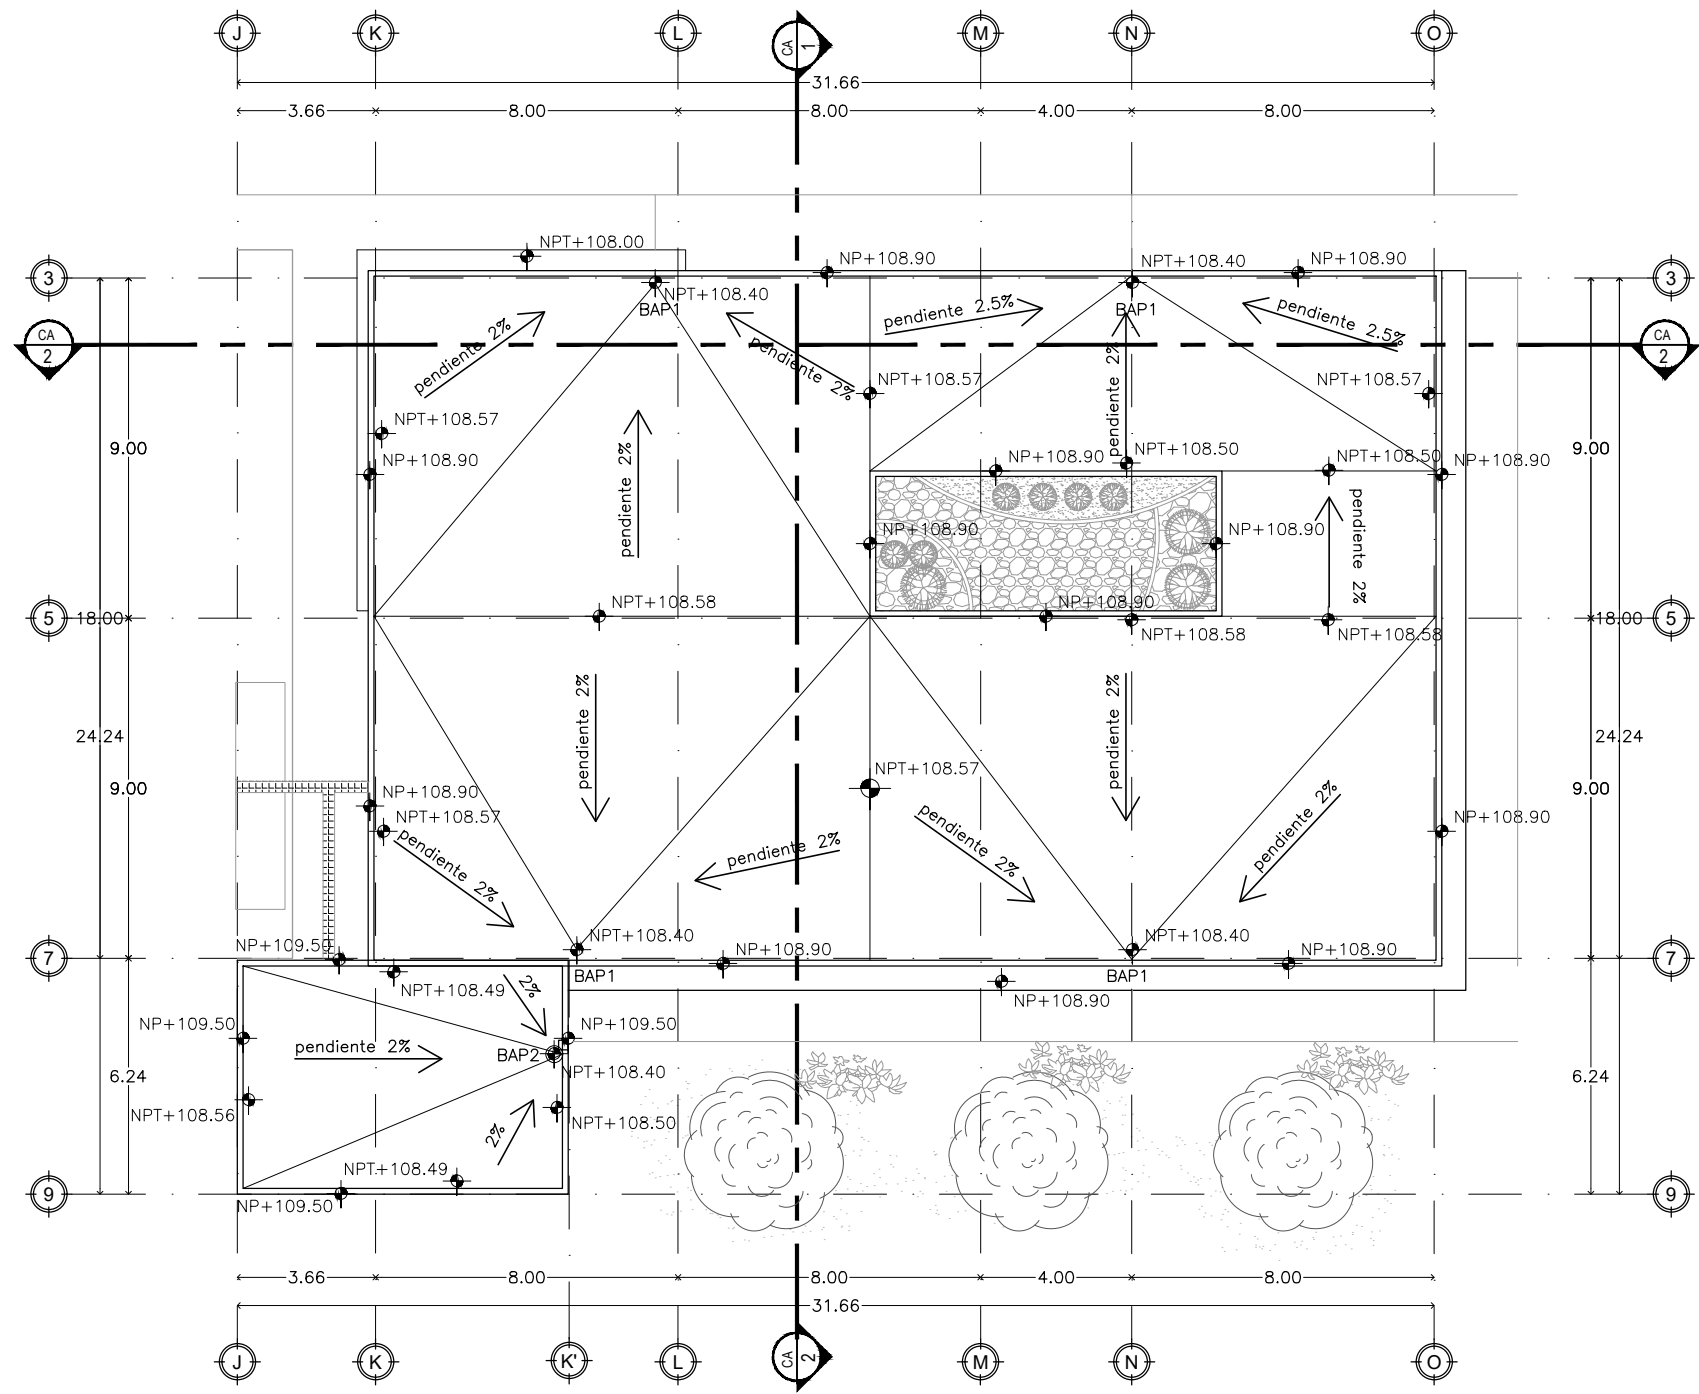 J K L CA 1 M N O
31.66
3.66 8.00 8.00 4.00 8.00
NPT+108.00
NP+108.90
NPT+108.40
NP+108.90
3
3
NPT+108.40
BAP1
BAP1
pendiente 2%
pendiente 2%
pendiente 2.5%
pendiente 2%
pendiente 2.5%
CA 2
CA 2
NPT+108.57
NPT+108.57
NPT+108.57
9.00
9.00
NP+108.90
pendiente 2%
NP+108.90
NPT+108.50
NPT+108.50
NP+108.90
NP+108.90
NP+108.90
pendiente 2%
NPT+108.58
NP+108.90
5
18.00
NPT+108.58
NPT+108.58
18.00
5
pendiente 2%
pendiente 2%
24.24
24.24
NPT+108.57
9.00
9.00
NP+108.90
NPT+108.57
NP+108.90
pendiente 2%
pendiente 2%
pendiente 2%
pendiente 2%
NP+109.50
NPT+108.40
NP+108.90
NPT+108.40
NP+108.90
7
7
BAP1
BAP1
NPT+108.49
2%
NP+108.90
NP+109.50
NP+109.50
pendiente 2%
BAP2
NPT+108.40
6.24
6.24
NPT+108.56
NPT+108.50
2%
NPT+108.49
9
9
NP+109.50
3.66 8.00 8.00 4.00 8.00
31.66
J K K' L CA 2 M N O